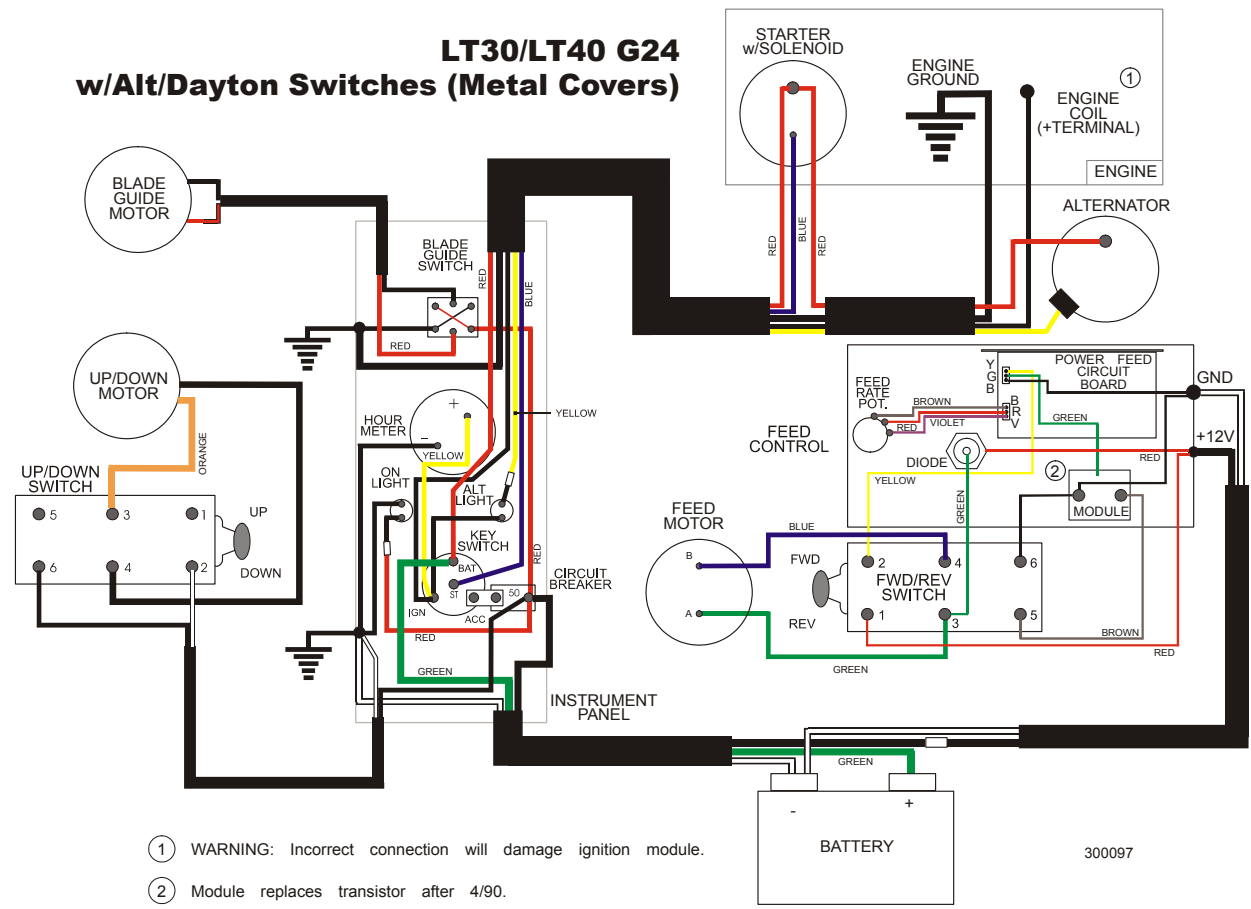 LT30/LT40 G24
w/Alt/Dayton Switches (Metal Covers)
STARTER
w/SOLENOID
ENGINE
GROUND
1
ENGINE
COIL
(+TERMINAL)
ENGINE
BLADE
GUIDE
MOTOR
ALTERNATOR
RED
BLUE
RED
BLADE
GUIDE
SWITCH
RED
BLUE
RED
UP/DOWN
MOTOR
ORANGE
HOUR
METER
+
-
YELLOW
YELLOW
ON
LIGHT
ALT
LIGHT
KEY
SWITCH
BAT
ST
IGN
ACC
50
RED
CIRCUIT
BREAKER
RED
GREEN
INSTRUMENT
PANEL
UP/DOWN
SWITCH
5
3
1
6
4
2
UP
DOWN
FEED
CONTROL
FEED
RATE
POT.
BROWN
RED
VIOLET
Y
G
B
B
R
V
POWER FEED
CIRCUIT
BOARD
GND
GREEN
+12V
RED
DIODE
YELLOW
GREEN
2
MODULE
FEED
MOTOR
B
A
BLUE
GREEN
FWD
REV
2
4
6
FWD/REV
SWITCH
1
3
5
BROWN
RED
GREEN
-
+
BATTERY
300097
1 WARNING: Incorrect connection will damage ignition module.
2 Module replaces transistor after 4/90.